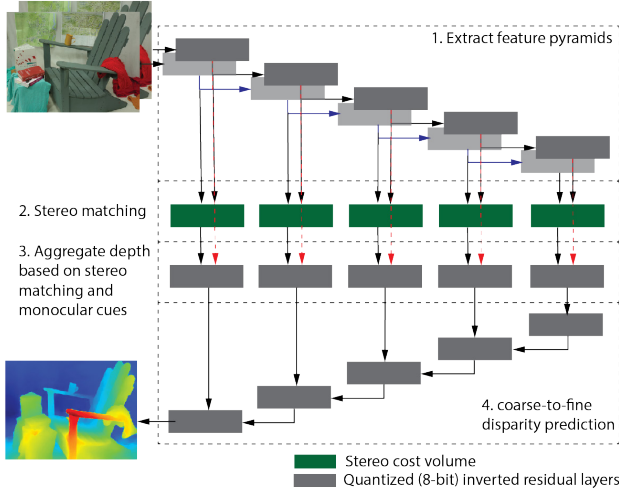 1. Extract feature pyramids
2. Stereo matching
3. Aggregate depth
based on stereo
matching and
monocular cues
4. coarse-to-fine
disparity prediction
Stereo cost volume
Quantized (8-bit) inverted residual layers